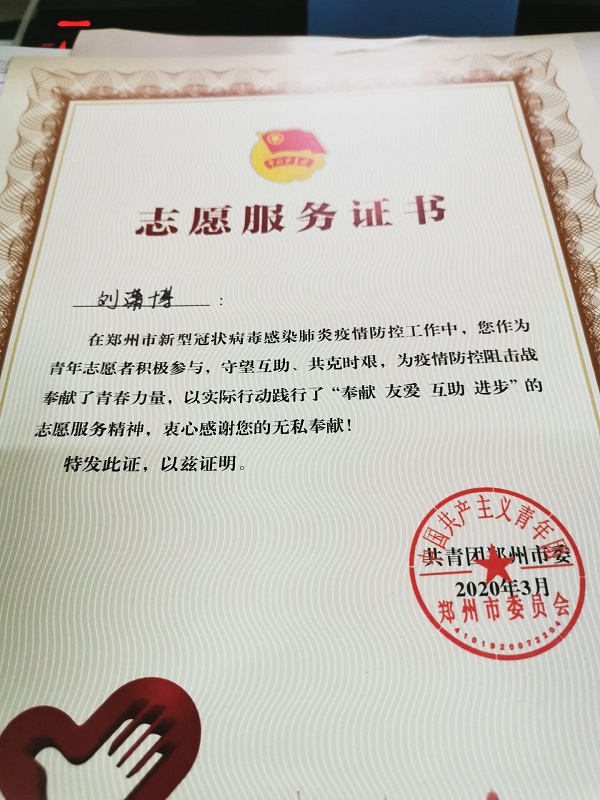 中国共青团
志愿服务证书
刘潇博：
在郑州市新型冠状病毒感染肺炎疫情防控工作中，您作为
青年志愿者积极参与，守望互助、共克时艰，为疫情防控阻击战
奉献了青春力量，以实际行动践行了“奉献 友爱 互助 进步”的
志愿服务精神，衷心感谢您的无私奉献！
特发此证，以兹证明。
中国共产主义青年团
共青团郑州市委
2020年3月
郑州市委员会
4101020072204